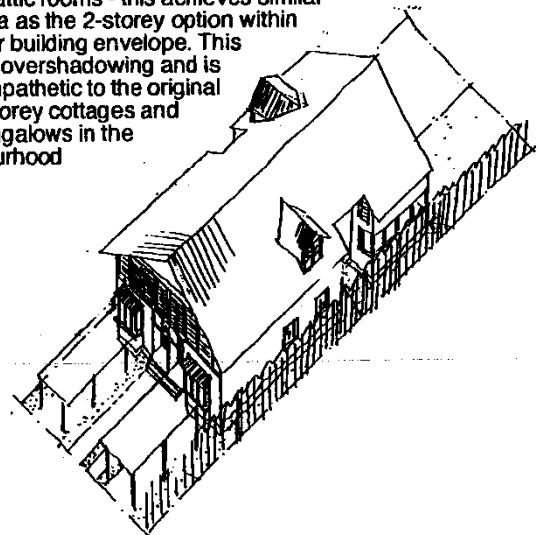 attic rooms - this achieves similar
a as the 2-storey option within
r building envelope. This
overshadowing and is
pathetic to the original
orey cottages and
galows in the
urhood